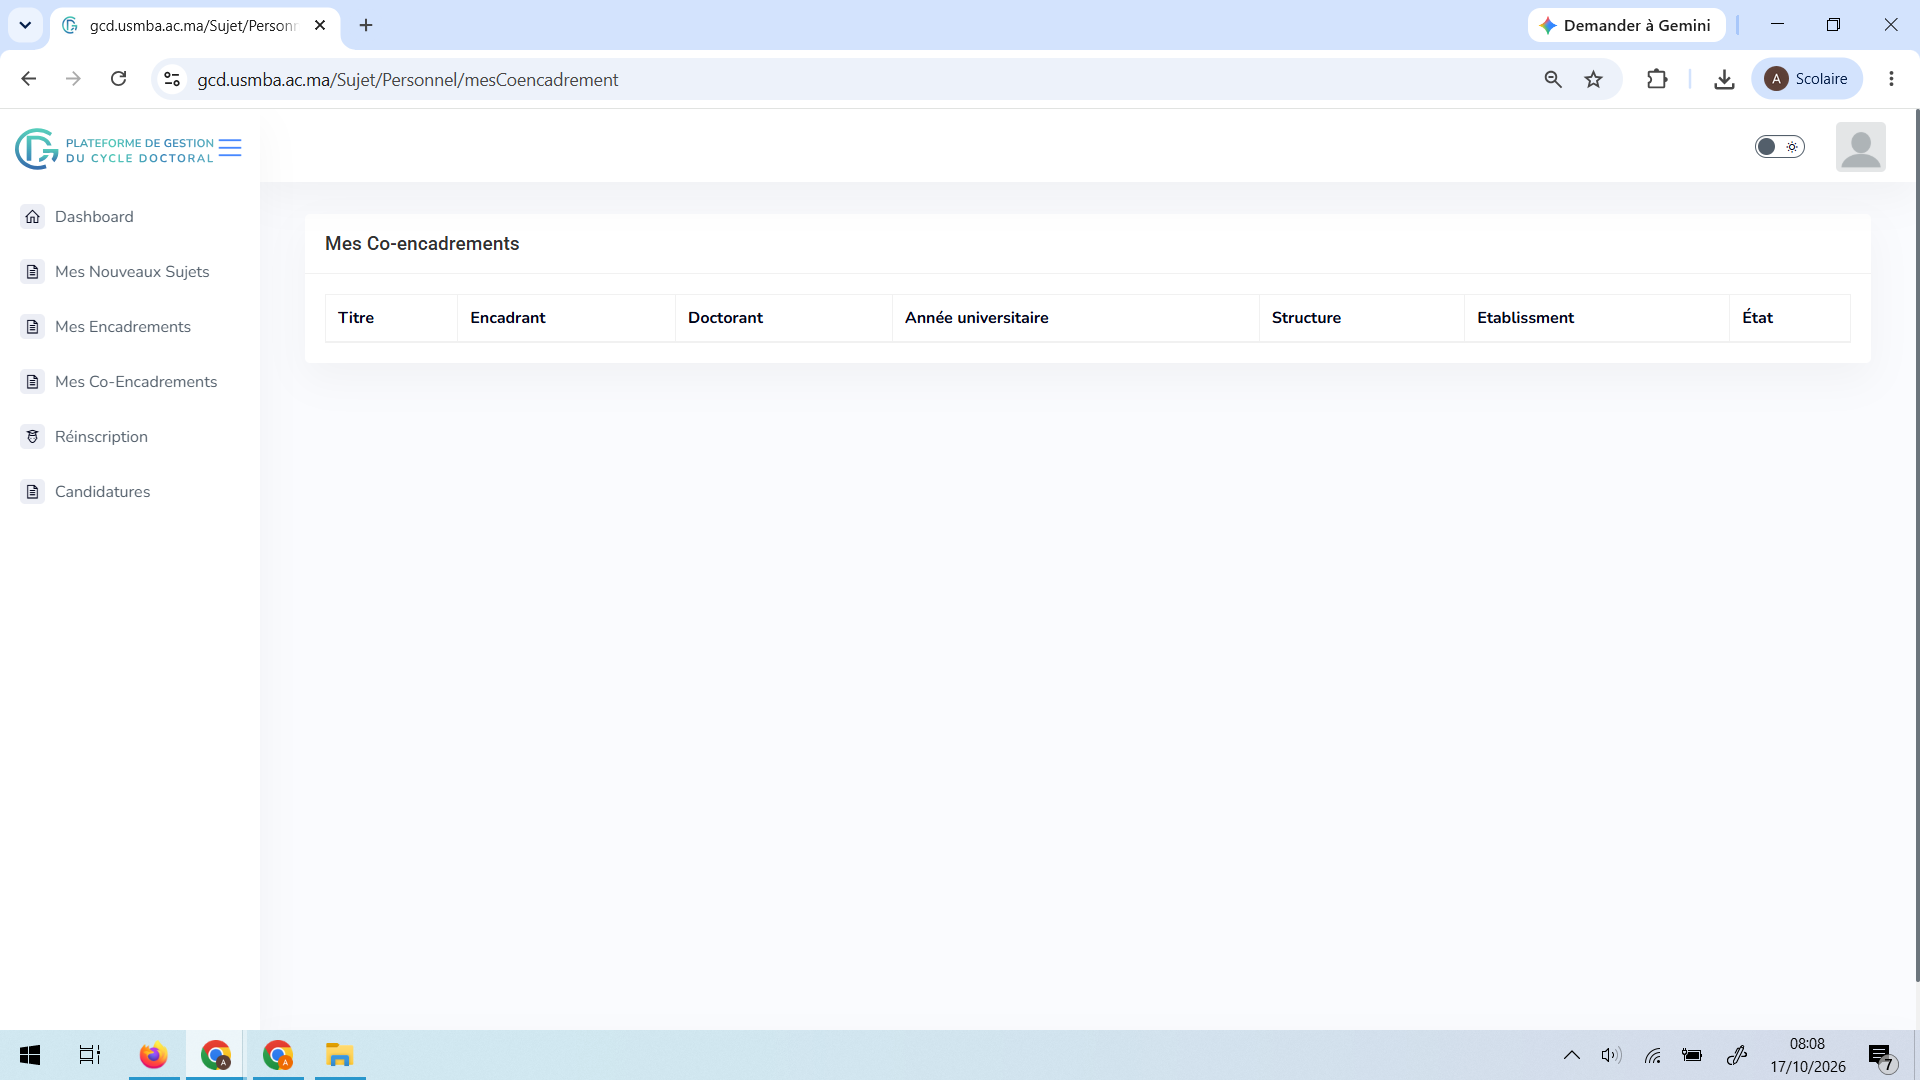 gcd.usmba.ac.ma/Sujet/Personn
Demander à Gemini
gcd.usmba.ac.ma/Sujet/Personnel/mesCoencadrement
A
Scolaire
PLATEFORME DE GESTION
DU CYCLE DOCTORAL
Dashboard
Mes Nouveaux Sujets
Mes Encadrements
Mes Co-Encadrements
Réinscription
Candidatures
Mes Co-encadrements
Titre
Encadrant
Doctorant
Année universitaire
Structure
Etablissment
État
A
A
08:08
17/10/2026
7